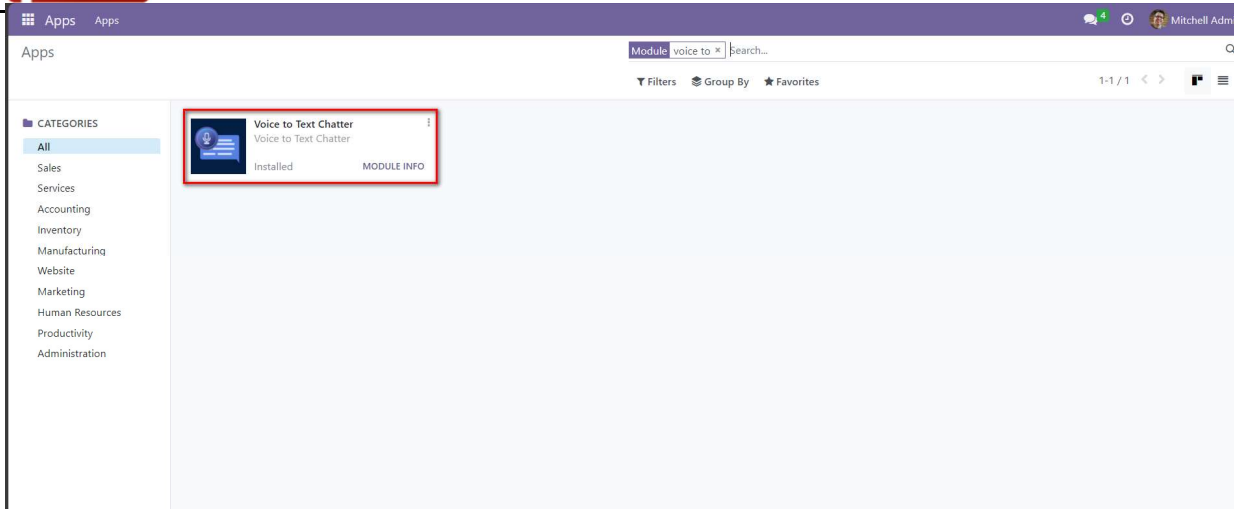 Apps Apps
4
Mitchell Admi
Apps
Module voice to × Search...
Filters Group By Favorites
1-1 / 1
CATEGORIES
All
Sales
Services
Accounting
Inventory
Manufacturing
Website
Marketing
Human Resources
Productivity
Administration
Voice to Text Chatter
Voice to Text Chatter
Installed MODULE INFO